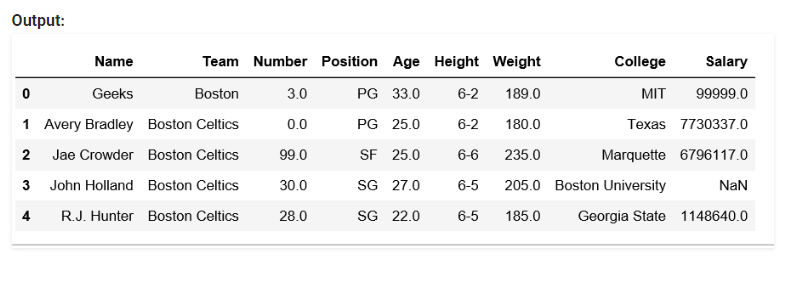 Output:
Name Team Number Position Age Height Weight College Salary
0 Geeks Boston 3.0 PG 33.0 6-2 189.0 MIT 99999.0
1 Avery Bradley Boston Celtics 0.0 PG 25.0 6-2 180.0 Texas 7730337.0
2 Jae Crowder Boston Celtics 99.0 SF 25.0 6-6 235.0 Marquette 6796117.0
3 John Holland Boston Celtics 30.0 SG 27.0 6-5 205.0 Boston University NaN
4 R.J. Hunter Boston Celtics 28.0 SG 22.0 6-5 185.0 Georgia State 1148640.0